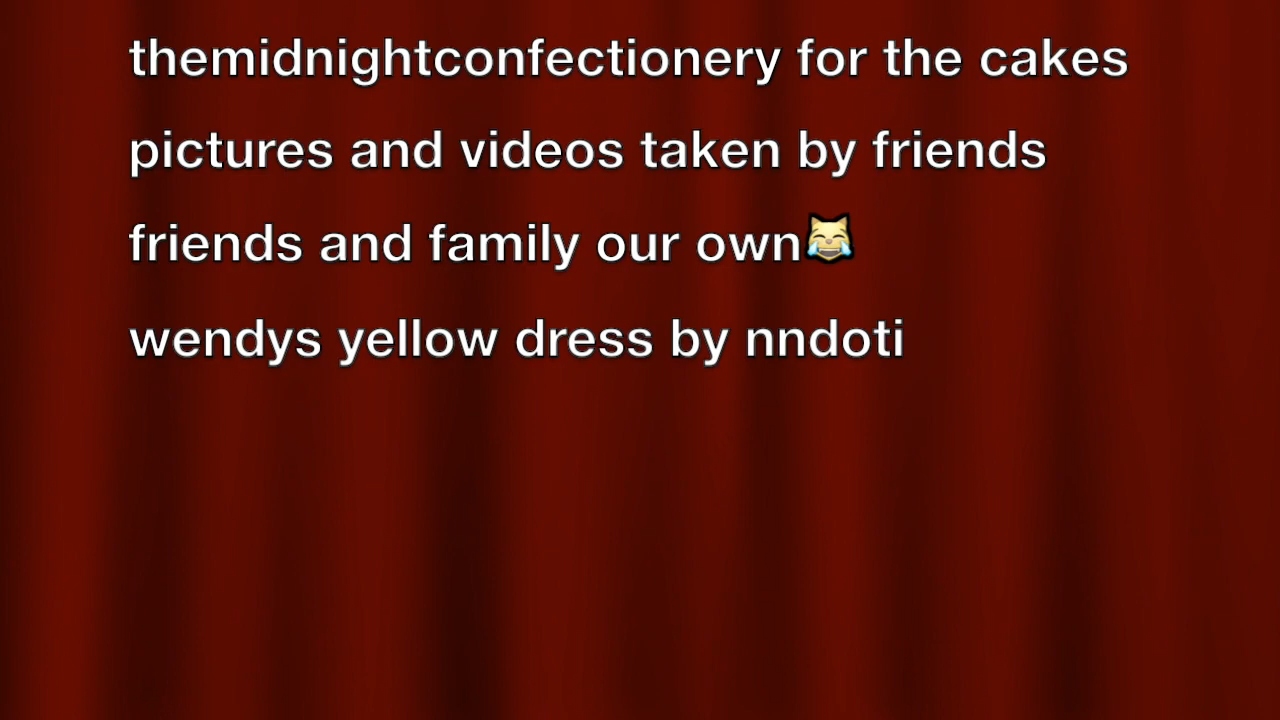 themidnightconfectionery for the cakes
pictures and videos taken by friends
friends and family our own😹
wendys yellow dress by nndoti